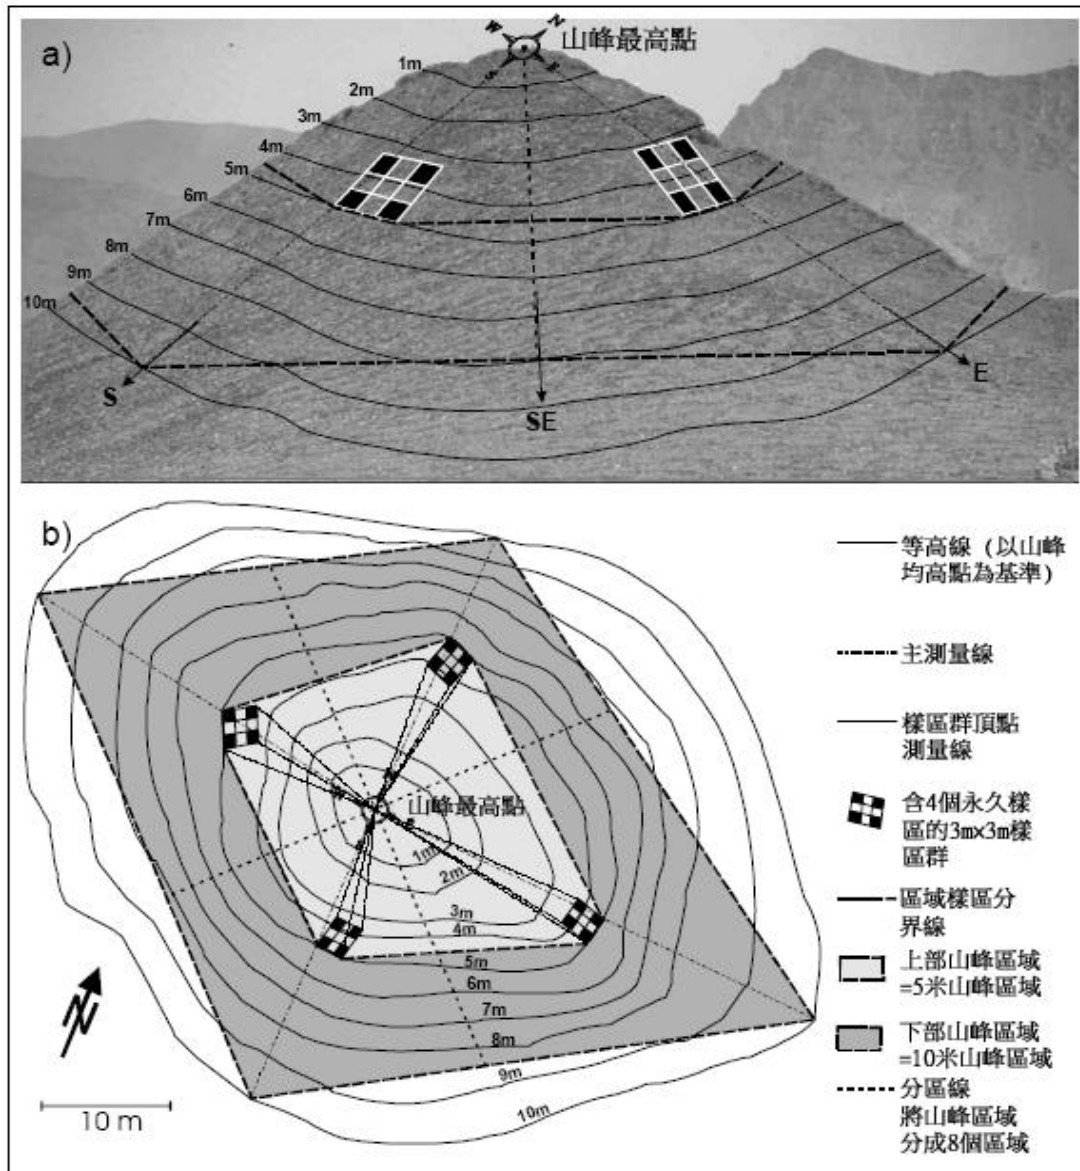 a)
W N
S E
山峰最高點
1m
2m
3m
4m
5m
6m
7m
8m
9m
10m
S
SE
E
b)
山峰最高點
1m
2m
3m
4m
5m
6m
7m
8m
9m
10m
N
10 m
等高線（以山峰
均高點為基準）
主測量線
樣區群頂點
測量線
含4個永久樣
區的3m×3m樣
區群
區域樣區分
界線
上部山峰區域
=5米山峰區域
下部山峰區域
=10米山峰區域
分區線
將山峰區域
分成8個區域